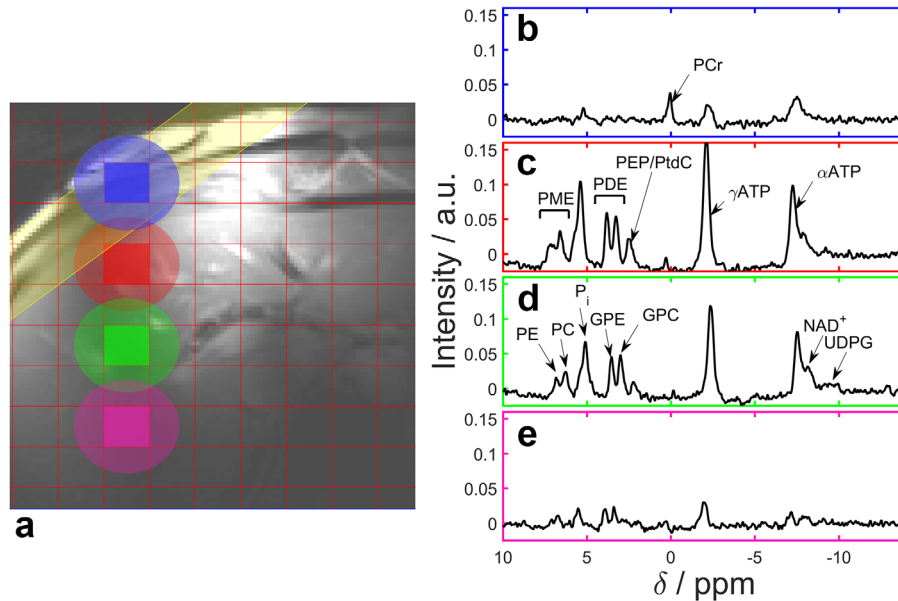 a
b
0.15
0.1
0.05
0
PCr
c
0.15
0.1
0.05
0
PME
PDE
PEP/PtdC
γATP
αATP
d
0.15
0.1
0.05
0
PE
PC
Pi
GPE
GPC
NAD+
UDPG
e
0.15
0.1
0.05
0
10
5
0
-5
-10
δ / ppm
Intensity / a.u.